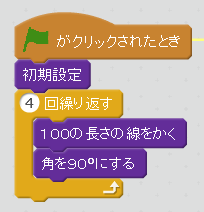 がクリックされたとき
初期設定
4 回繰り返す
100の長さの線をかく
角を90°にする